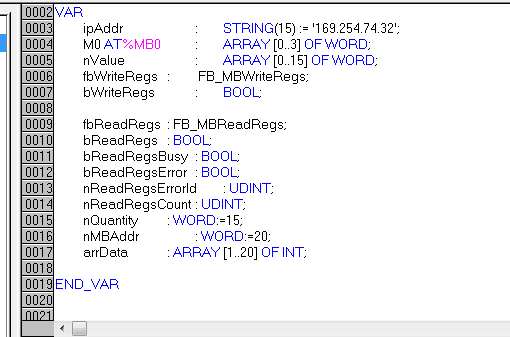 0002 VAR
0003 ipAddr : STRING(15) := '169.254.74.32';
0004 M0 AT%MB0 : ARRAY [0..3] OF WORD;
0005 nValue : ARRAY [0..15] OF WORD;
0006 fbWriteRegs : FB_MBWriteRegs;
0007 bWriteRegs : BOOL;
0008
0009 fbReadRegs : FB_MBReadRegs;
0010 bReadRegs : BOOL;
0011 bReadRegsBusy : BOOL;
0012 bReadRegsError : BOOL;
0013 nReadRegsErrorId : UDINT;
0014 nReadRegsCount : UDINT;
0015 nQuantity : WORD:=15;
0016 nMBAddr : WORD:=20;
0017 arrData : ARRAY [1..20] OF INT;
0018
0019 END_VAR
0020
0021